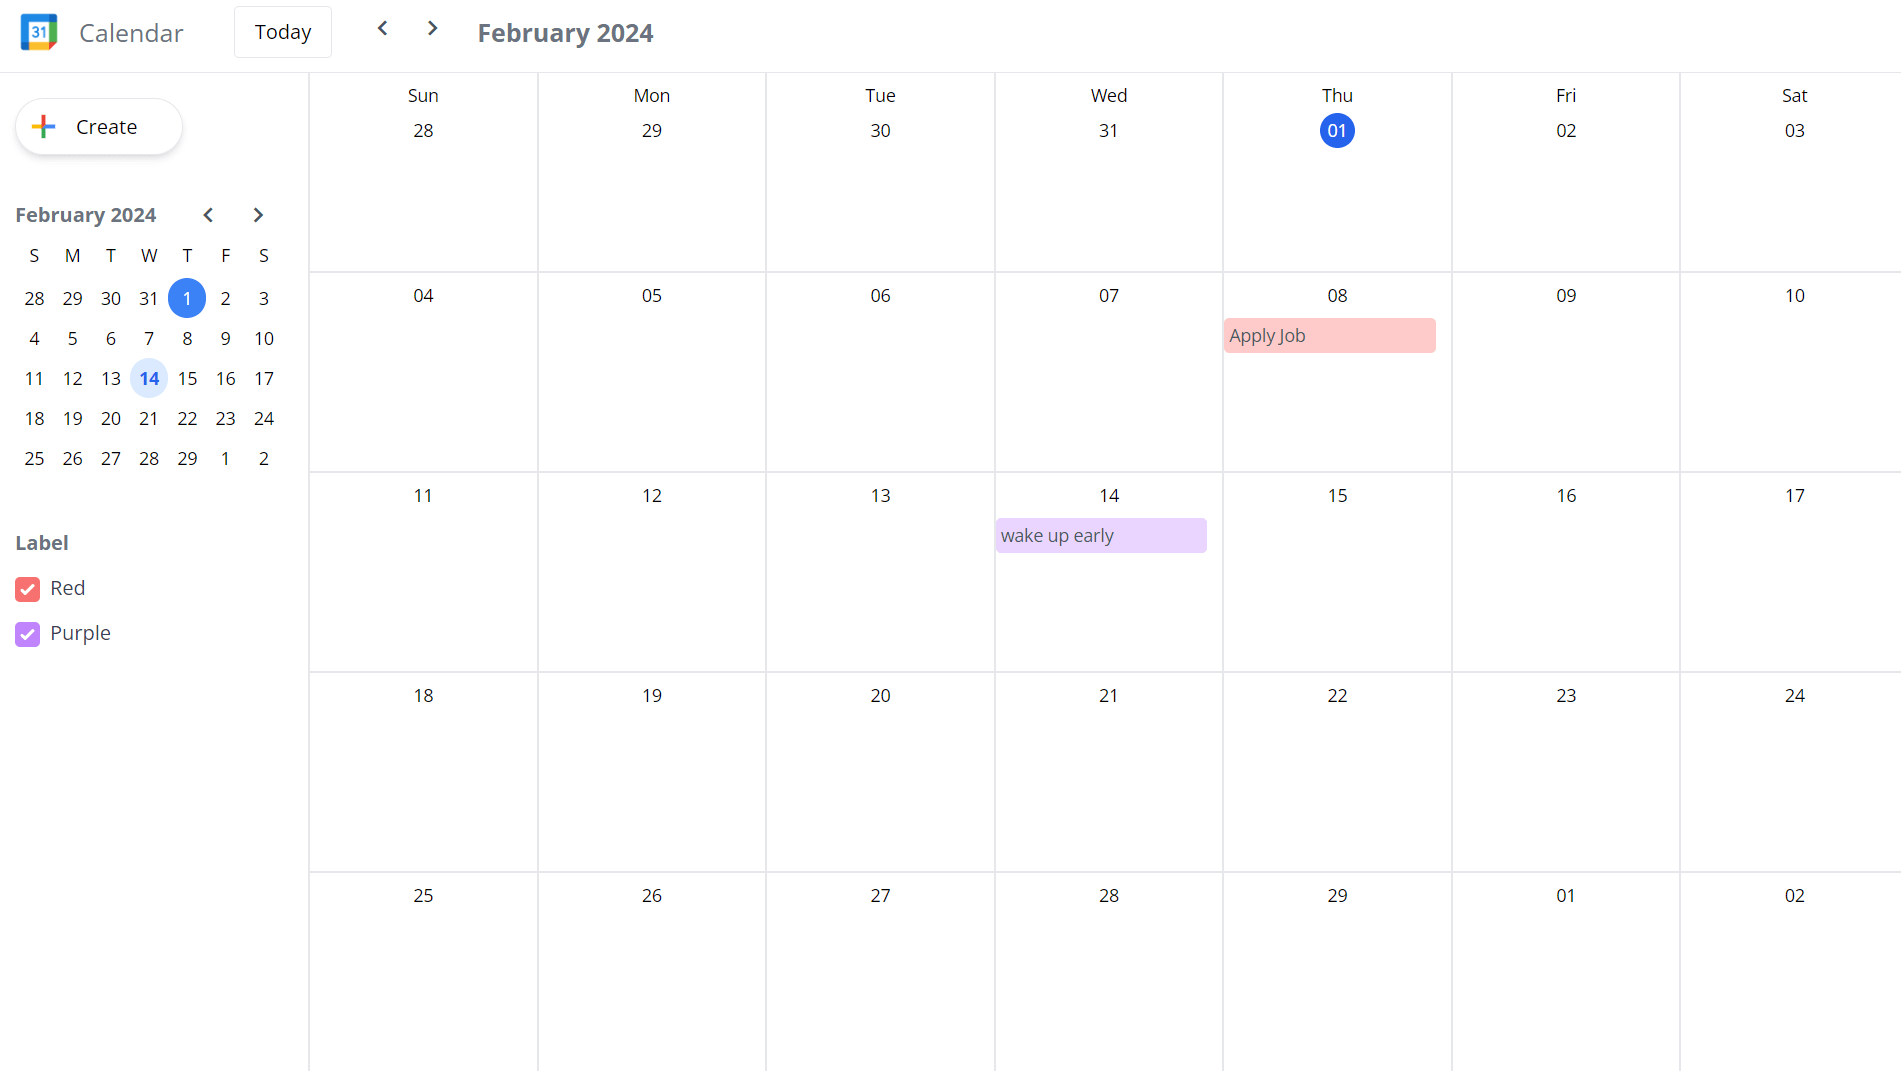 31 Calendar Today February 2024
Create
February 2024
S M T W T F S
28 29 30 31 1 2 3
4 5 6 7 8 9 10
11 12 13 14 15 16 17
18 19 20 21 22 23 24
25 26 27 28 29 1 2
Label
Red
Purple
Sun Mon Tue Wed Thu Fri Sat
28 29 30 31 01 02 03
04 05 06 07 08 09 10
Apply Job
11 12 13 14 15 16 17
wake up early
18 19 20 21 22 23 24
25 26 27 28 29 01 02